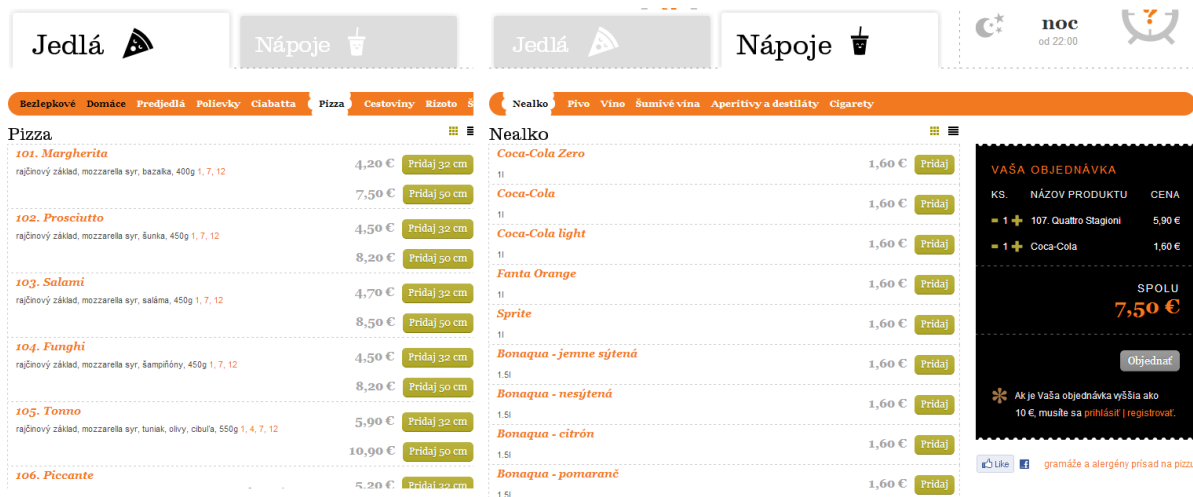 Jedlá
Nápoje
Bezlepkové Domáce Predjedlá Polievky Ciabatta Pizza Cestoviny Rizoto
Pizza
101. Margherita
rajčinový základ, mozzarella syr, bazalka, 400g 1, 7, 12
4,20 € Pridaj 32 cm
7,50 € Pridaj 50 cm
102. Prosciutto
rajčinový základ, mozzarella syr, šunka, 450g 1, 7, 12
4,50 € Pridaj 32 cm
8,20 € Pridaj 50 cm
103. Salami
rajčinový základ, mozzarella syr, saláma, 450g 1, 7, 12
4,70 € Pridaj 32 cm
8,50 € Pridaj 50 cm
104. Funghi
rajčinový základ, mozzarella syr, šampiňóny, 450g 1, 7, 12
4,50 € Pridaj 32 cm
8,20 € Pridaj 50 cm
105. Tonno
rajčinový základ, mozzarella syr, tuniak, olivy, cibuľa, 550g 1, 4, 7, 12
5,90 € Pridaj 32 cm
10,90 € Pridaj 50 cm
106. Piccante
5,20 € Pridaj 32 cm
Jedlá
Nápoje
Nealko Pivo Víno Šumivé vína Aperitívy a destiláty Cigarety
Nealko
Coca-Cola Zero
1l
1,60 € Pridaj
Coca-Cola
1l
1,60 € Pridaj
Coca-Cola light
1l
1,60 € Pridaj
Fanta Orange
1l
1,60 € Pridaj
Sprite
1l
1,60 € Pridaj
Bonaqua - jemne sýtená
1.5l
1,60 € Pridaj
Bonaqua - nesýtená
1.5l
1,60 € Pridaj
Bonaqua - citrón
1.5l
1,60 € Pridaj
Bonaqua - pomaranč
1.5l
1,60 € Pridaj
noc
od 22:00
?
VAŠA OBJEDNÁVKA
KS. NÁZOV PRODUKTU CENA
- 1 + 107. Quattro Stagioni 5,90 €
- 1 + Coca-Cola 1,60 €
SPOLU
7,50 €
Objednať
Ak je Vaša objednávka vyššia ako
10 €, musíte sa prihlásiť | registrovať.
Like
gramáže a alergény prísad na pizzu